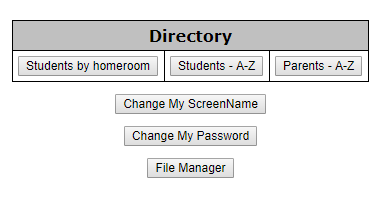 Directory
Students by homeroom Students - A-Z Parents - A-Z
Change My ScreenName
Change My Password
File Manager